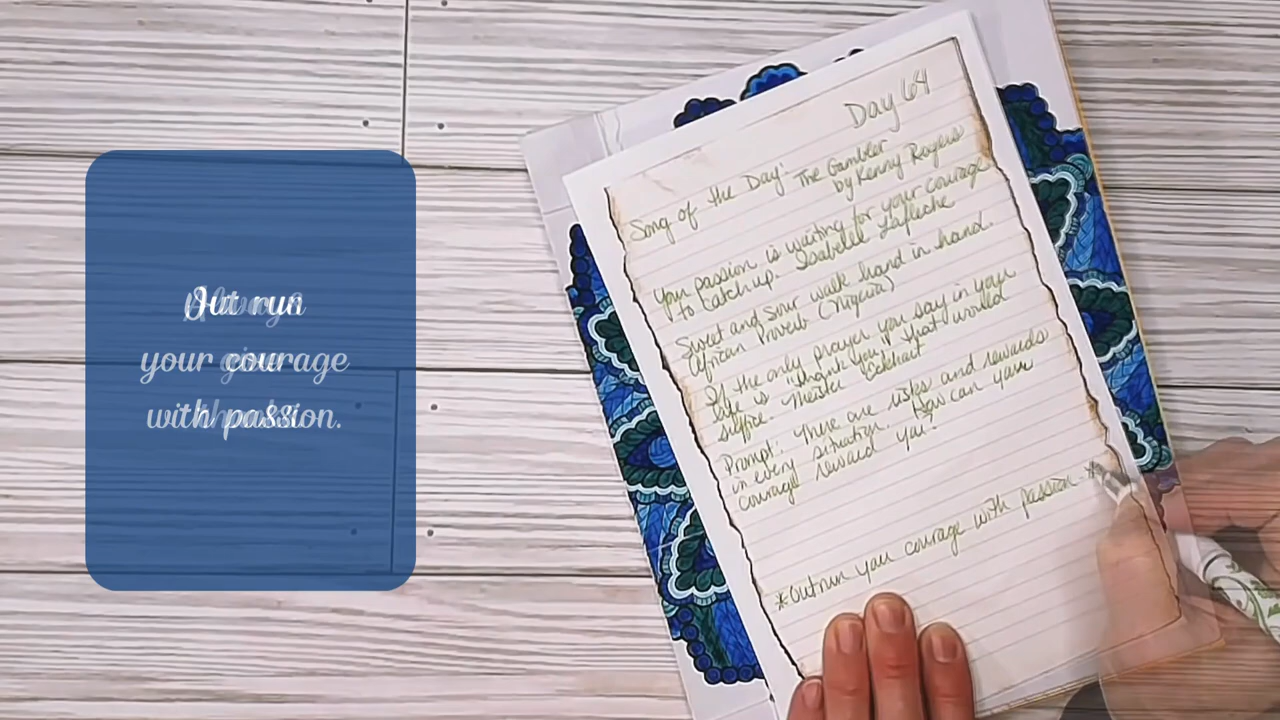 Out run
your courage
with passion.
Day 64
Song of the Day: The Gambler
by Kenny Rogers
Your passion is waiting for your courage
to catch up. Isabelle Lafleche
Sweet and Sour walk hand in hand.
African Proverb (Nigeria)
If the only prayer you say in your
life is "thank you" that would
suffice. Meister Eckhart
Prompt: There are risks and rewards
in every situation. How can your
courage reward you?
*Outrun your courage with passion.*